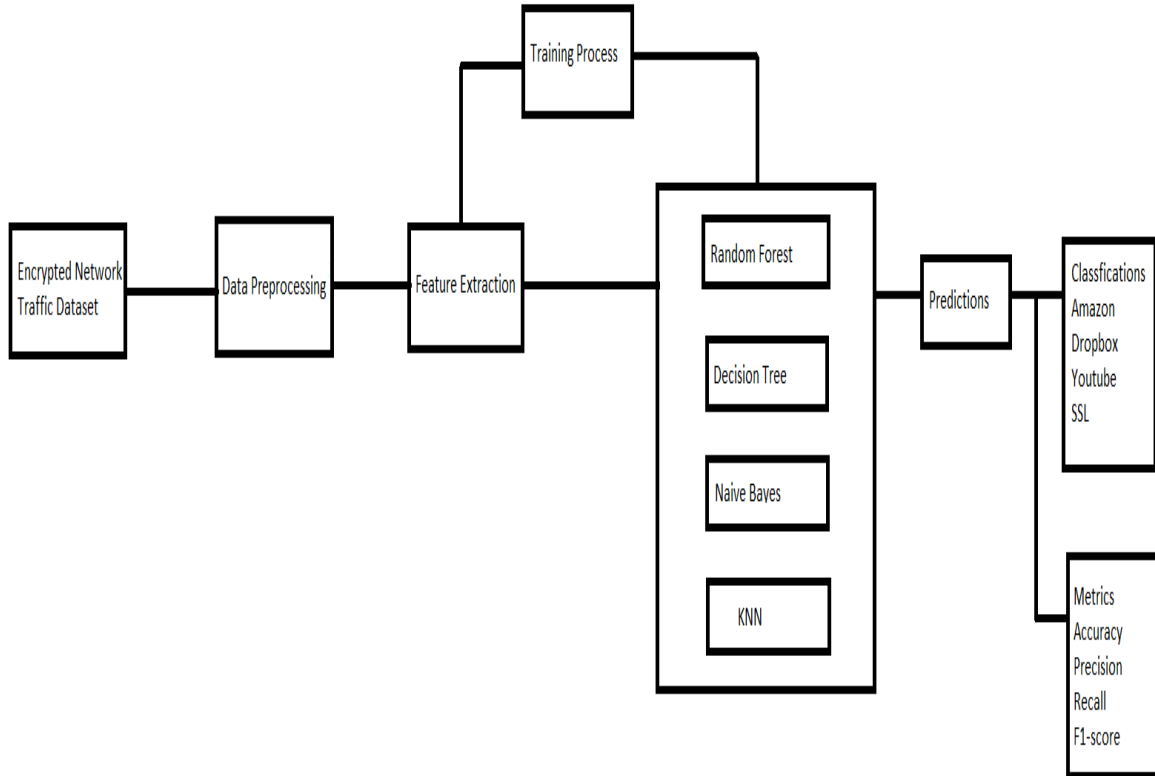 Training Process
Encrypted Network
Traffic Dataset
Data Preprocessing
Feature Extraction
Random Forest
Decision Tree
Naive Bayes
KNN
Predictions
Classfications
Amazon
Dropbox
Youtube
SSL
Metrics
Accuracy
Precision
Recall
F1-score